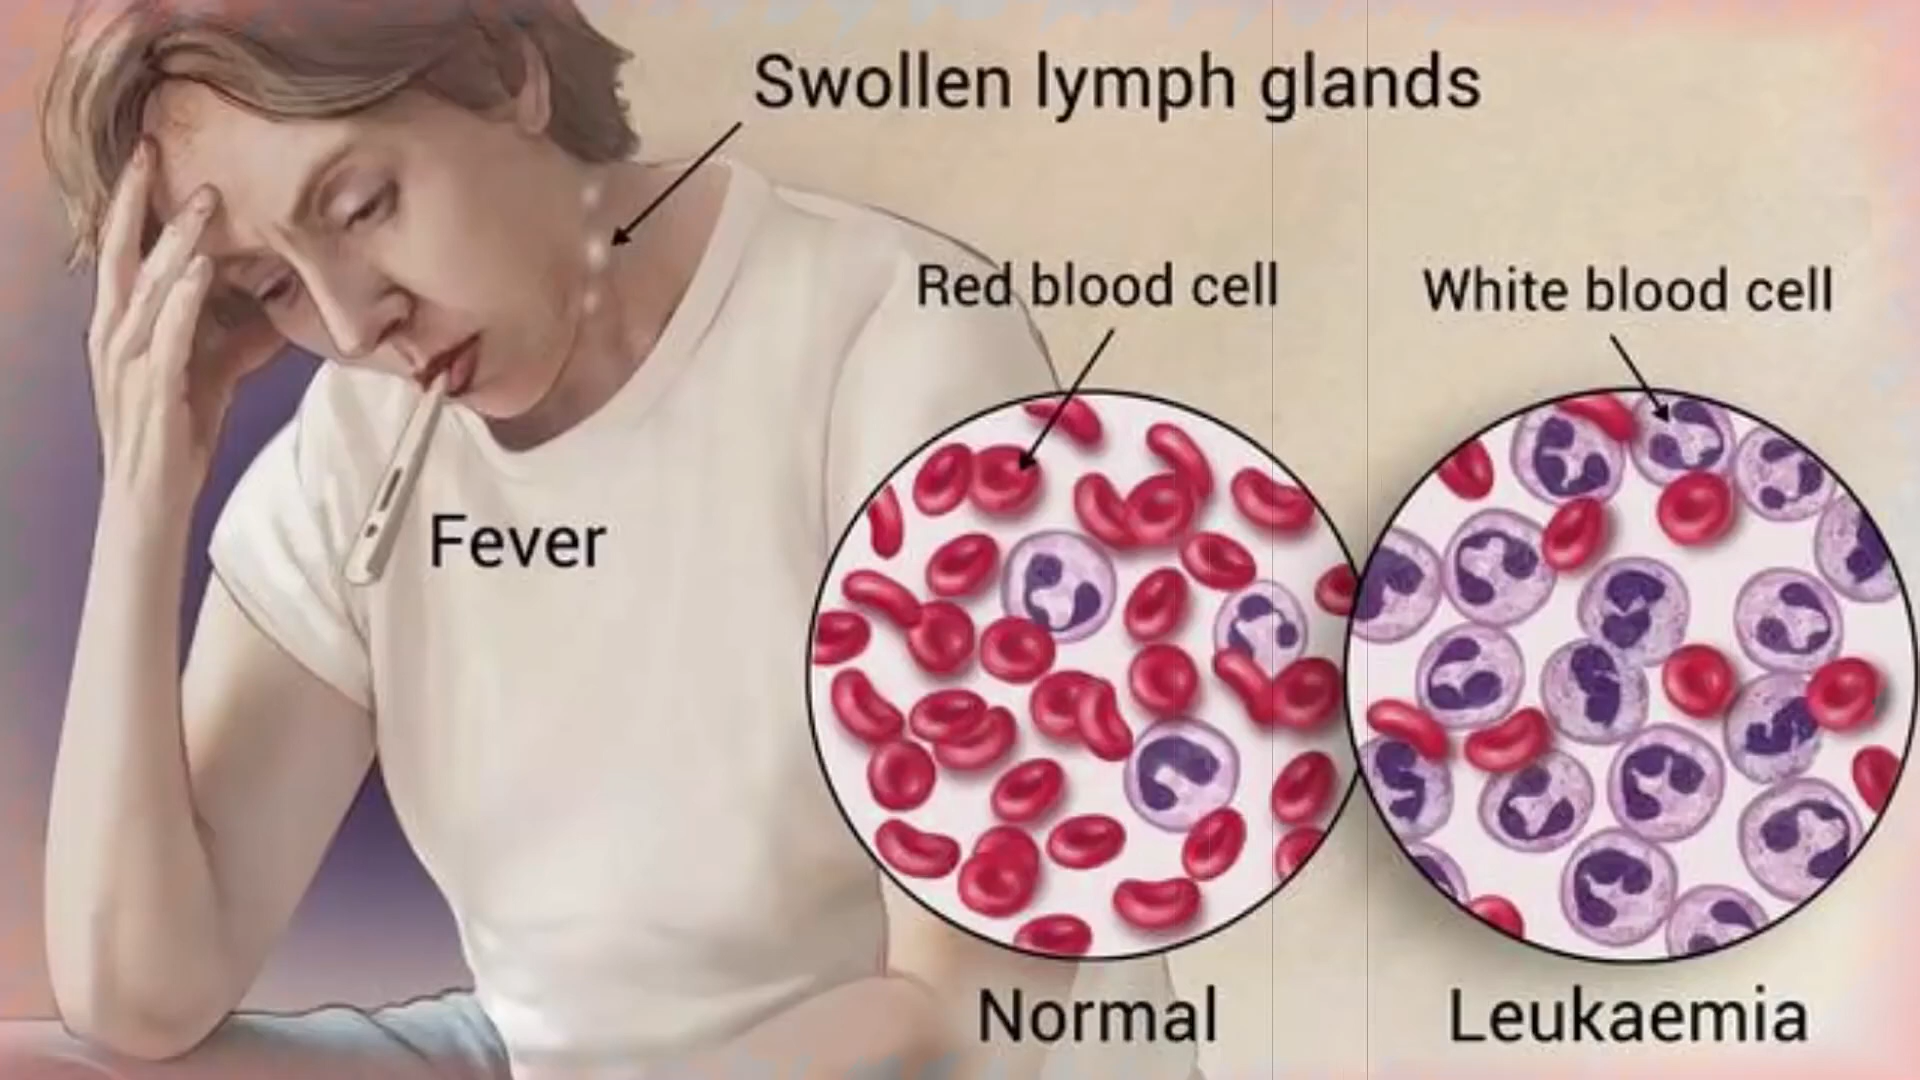 Swollen lymph glands
Red blood cell
White blood cell
Fever
Normal
Leukaemia